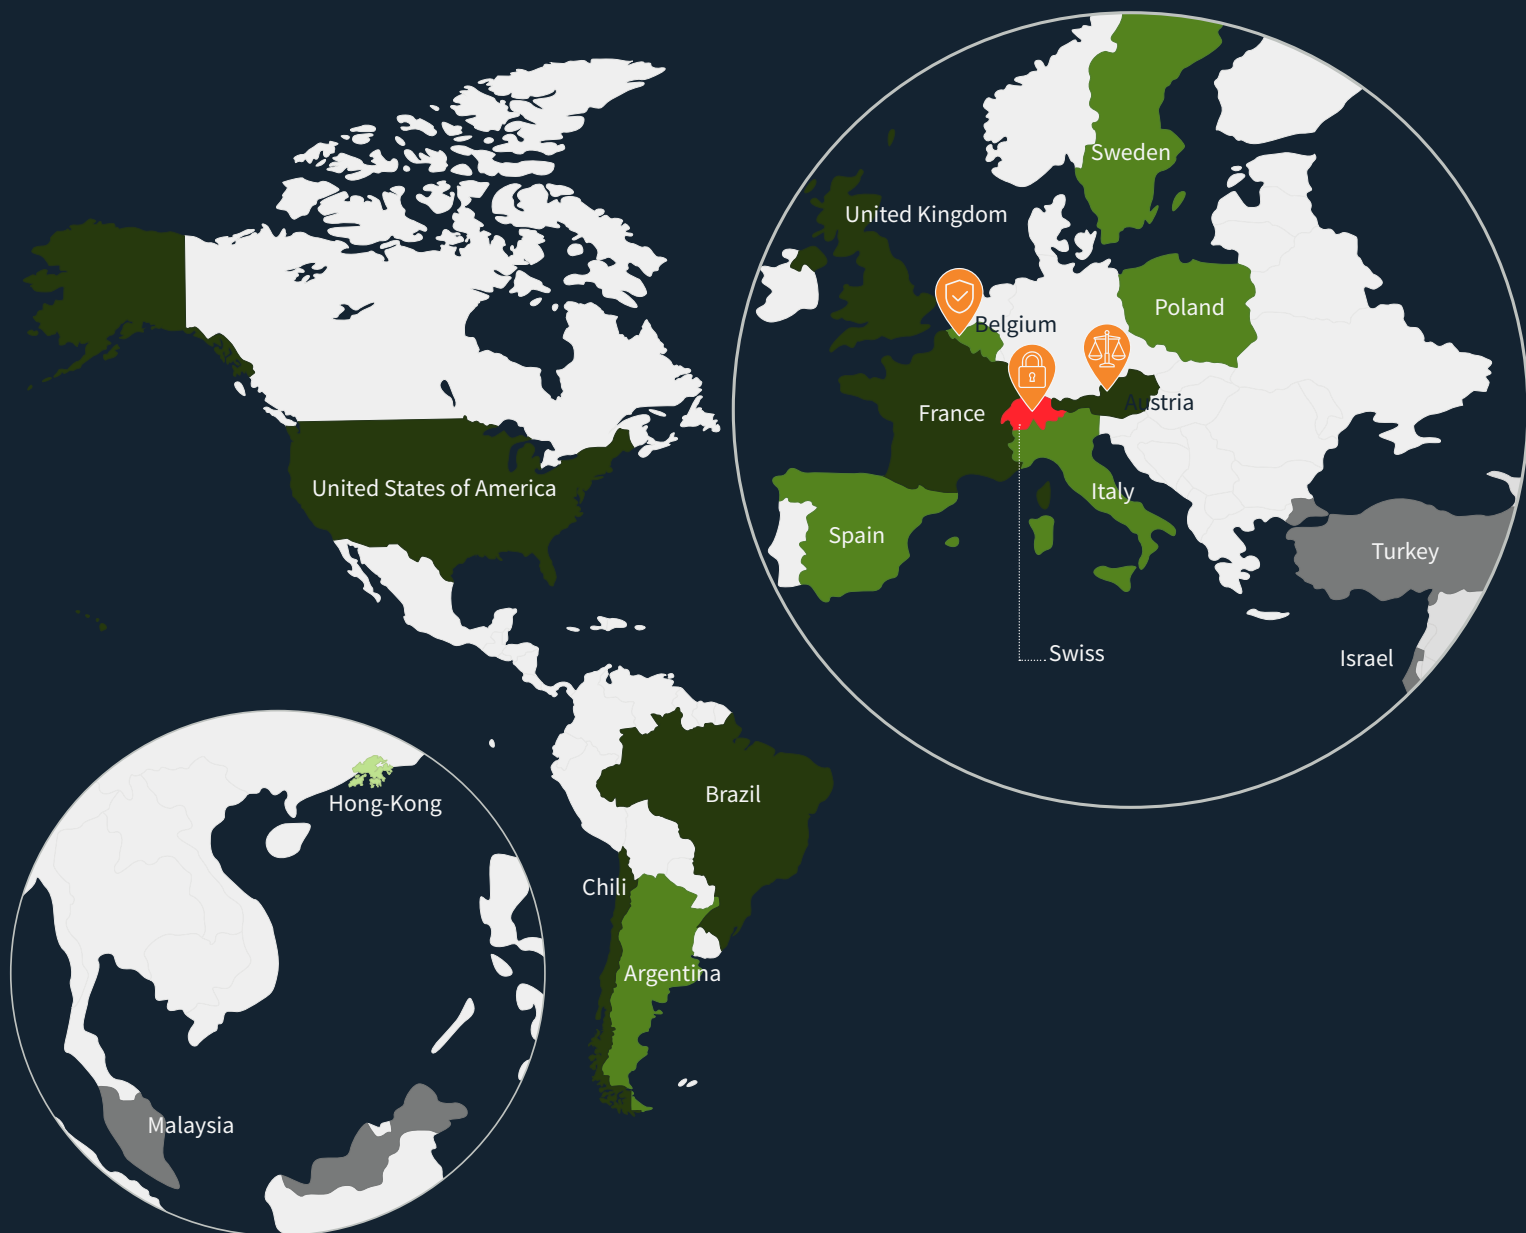 Sweden
United Kingdom
Poland
Belgium
Austria
France
United States of America
Italy
Spain
Turkey
Swiss
Israel
Brazil
Hong-Kong
Chili
Argentina
Malaysia